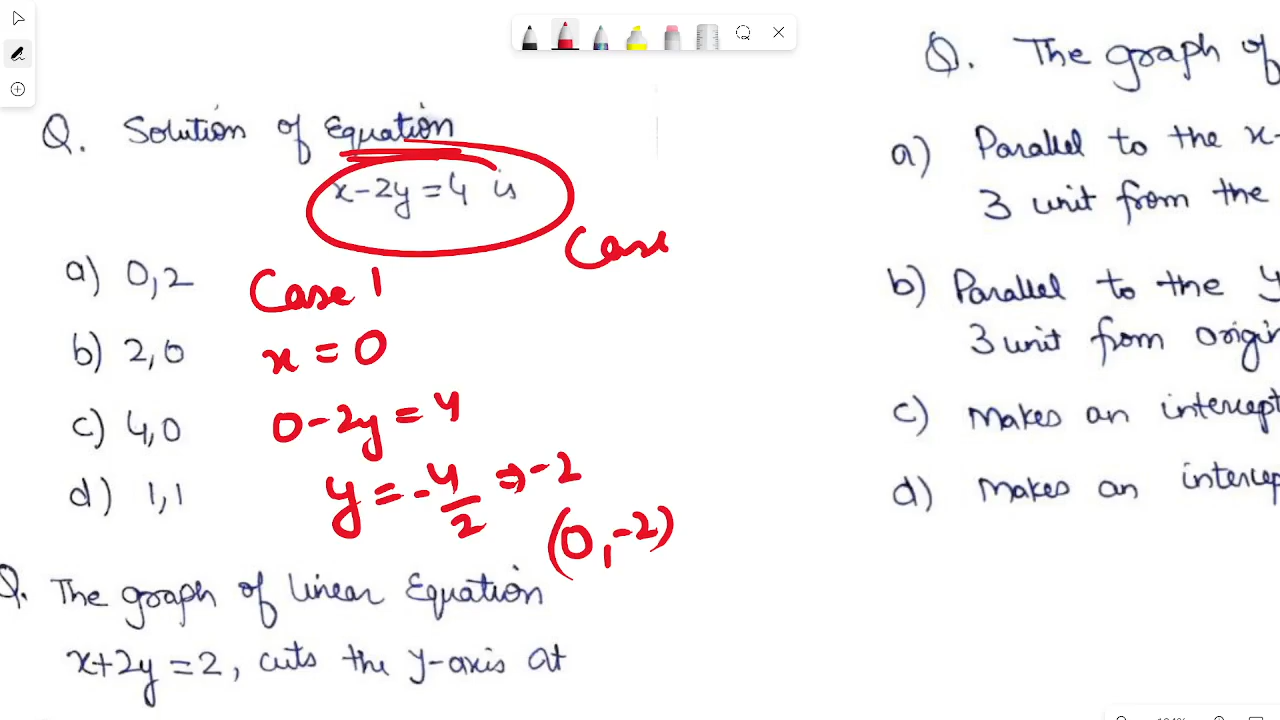 Q. Solution of Equation
x-2y=4 is
Case
a) 0,2
Case 1
b) 2,0
x = 0
c) 4,0
0-2y=4
d) 1,1
y = -4/2 ⇒ -2
(0,-2)
Q. The graph of linear Equation
x+2y=2, cuts the y-axis at
Q. The graph of
a) Parallel to the x-
3 unit from the
b) Parallel to the y
3 unit from origin
c) Makes an intercept
d) Makes an intercep